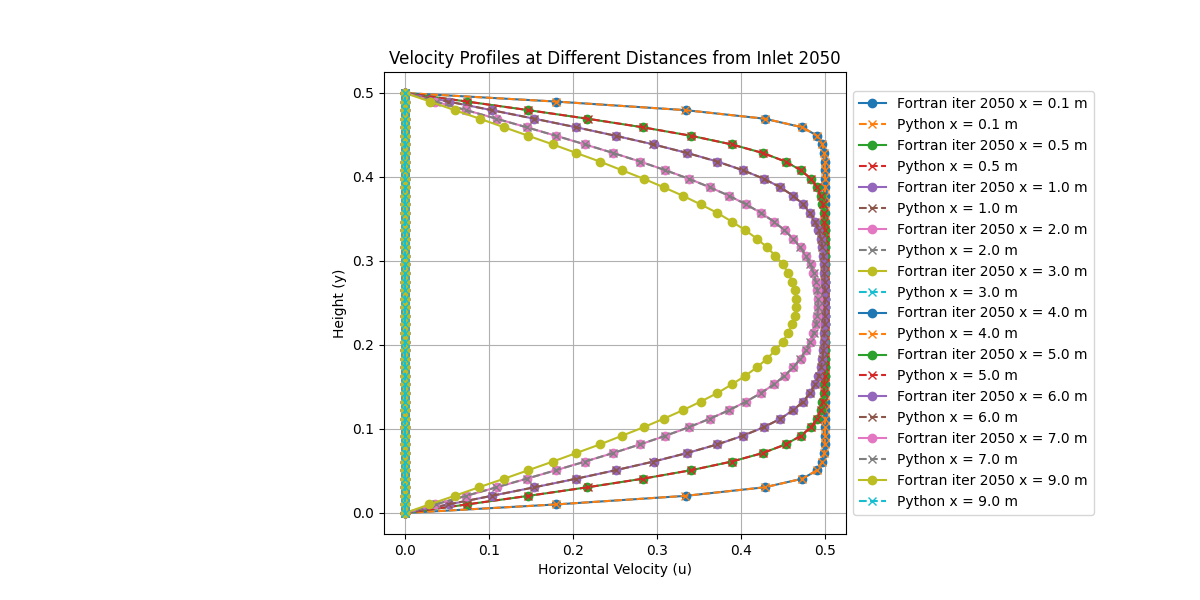 Velocity Profiles at Different Distances from Inlet 2050
0.5
0.4
0.3
0.2
0.1
0.0
Height (y)
0.0 0.1 0.2 0.3 0.4 0.5
Horizontal Velocity (u)
Fortran iter 2050 x = 0.1 m
Python x = 0.1 m
Fortran iter 2050 x = 0.5 m
Python x = 0.5 m
Fortran iter 2050 x = 1.0 m
Python x = 1.0 m
Fortran iter 2050 x = 2.0 m
Python x = 2.0 m
Fortran iter 2050 x = 3.0 m
Python x = 3.0 m
Fortran iter 2050 x = 4.0 m
Python x = 4.0 m
Fortran iter 2050 x = 5.0 m
Python x = 5.0 m
Fortran iter 2050 x = 6.0 m
Python x = 6.0 m
Fortran iter 2050 x = 7.0 m
Python x = 7.0 m
Fortran iter 2050 x = 9.0 m
Python x = 9.0 m